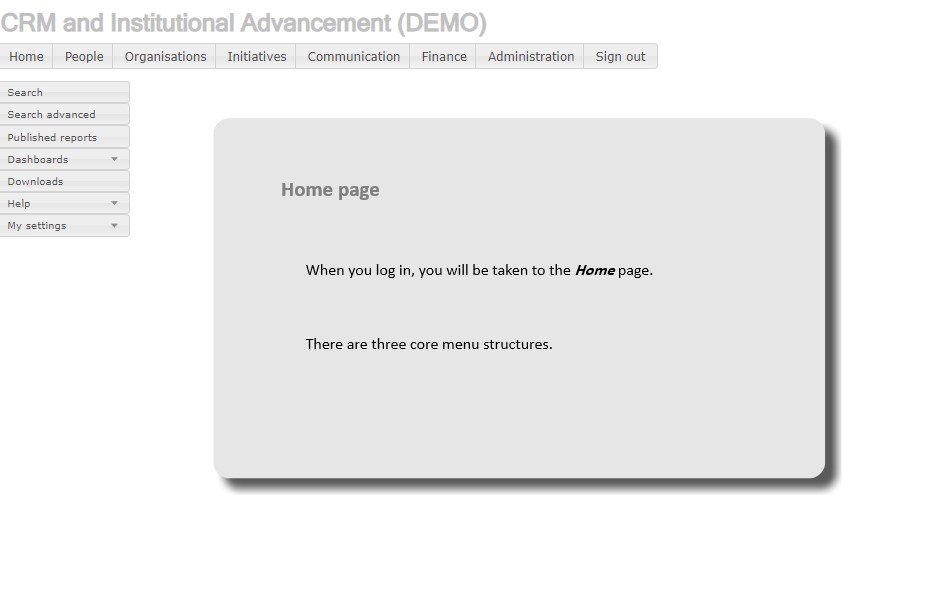 CRM and Institutional Advancement (DEMO)
Home People Organisations Initiatives Communication Finance Administration Sign out
Search
Search advanced
Published reports
Dashboards
Downloads
Help
My settings
Home page
When you log in, you will be taken to the Home page.
There are three core menu structures.